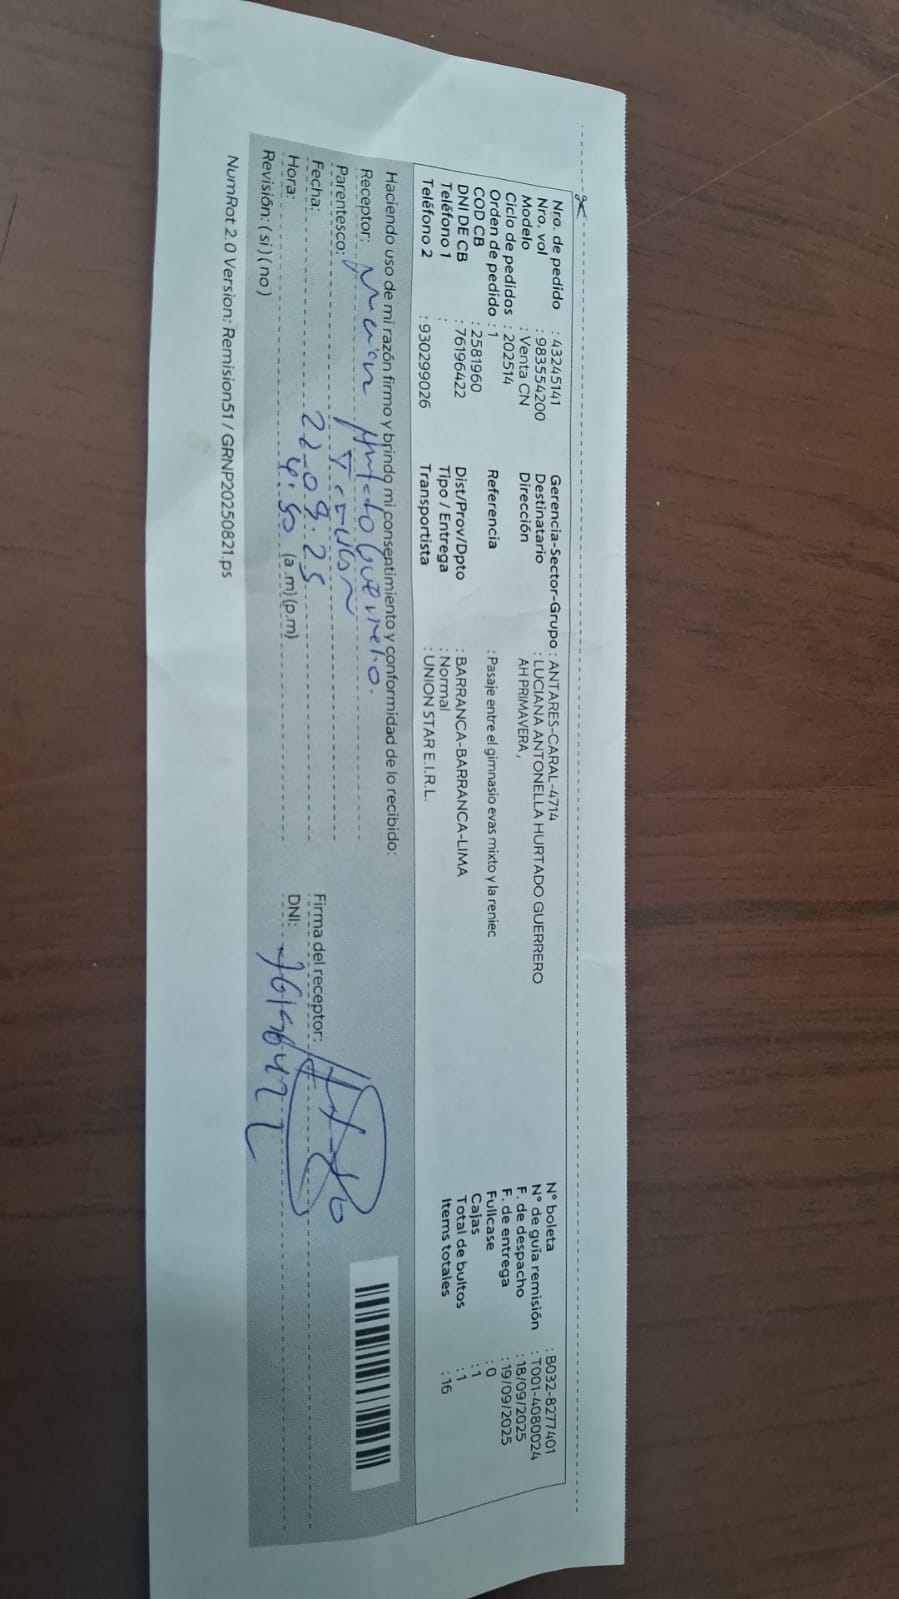 Nro. de pedido : 43245141
Nro. val : 983554200
Modelo : Venta CN
Ciclo de pedidos : 202514
Orden de pedido : 1
COD CB : 2581960
DNI DE CB : 76196422
Teléfono 1 :
Teléfono 2 : 930299026
Gerencia-Sector-Grupo : ANTARES-CARAL-4714
Destinatario : LUCIANA ANTONELLA HURTADO GUERRERO
Dirección AH PRIMAVERA,
Referencia : Pasaje entre el gimnasio evas mixto y la reniec
Dist/Prov/Dpto : BARRANCA-BARRANCA-LIMA
Tipo / Entrega : Normal
Transportista : UNION STAR E.I.R.L.
N° boleta : B032-8277401
N° de guía remisión : T001-4080024
F. de despacho : 18/09/2025
F. de entrega : 19/09/2025
Fullcase : 0
Cajas : 1
Total de bultos : 1
Items totales : 16
Haciendo uso de mi razón firmo y brindo mi consentimiento y conformidad de lo recibido:
Receptor: Hurtado Guerrero.
Parentesco:
Fecha: 22-09-25
Hora: 4:50 (a.m)(p.m)
Revisión: (si) (no)
Firma del receptor:
DNI: 76196422
NumRot 2.0 Version: Remision51 / GRNP20250821.ps